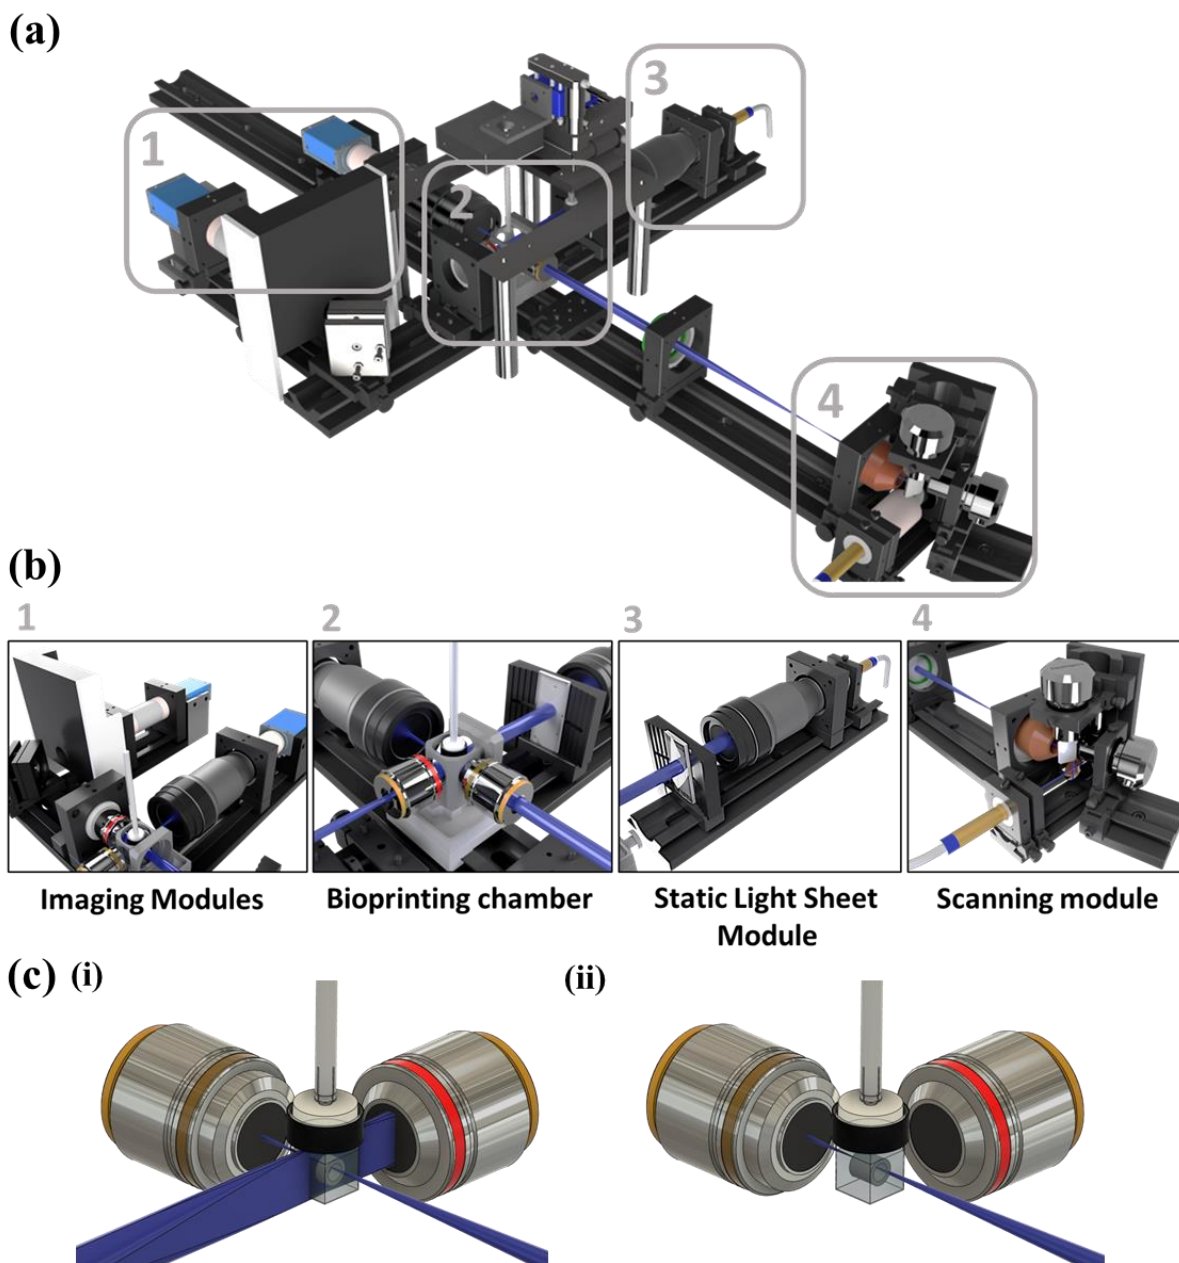 (a)
1
2
3
4
(b)
1 2 3 4
Imaging Modules
Bioprinting chamber
Static Light Sheet
Module
Scanning module
(c) (i) (ii)